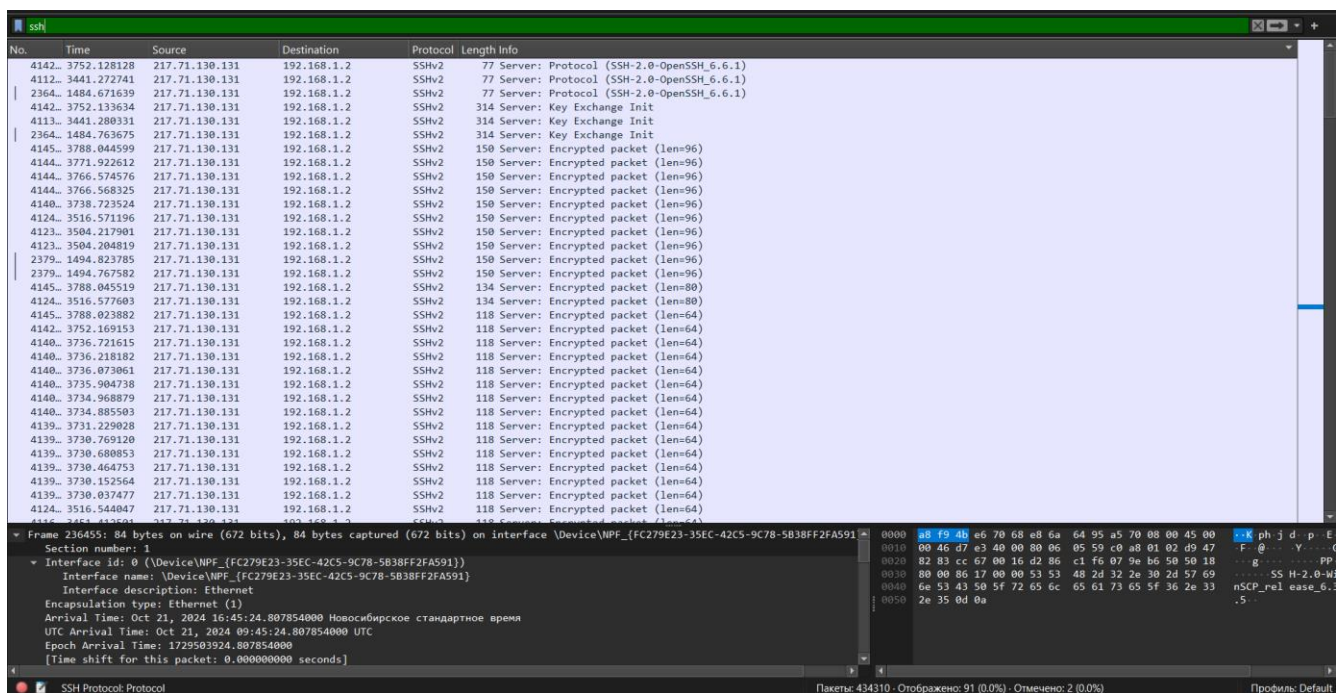 ssh
No. Time Source Destination Protocol Length Info
4142… 3752.128128 217.71.130.131 192.168.1.2 SSHv2 77 Server: Protocol (SSH-2.0-OpenSSH_6.6.1)
4112… 3441.272741 217.71.130.131 192.168.1.2 SSHv2 77 Server: Protocol (SSH-2.0-OpenSSH_6.6.1)
2364… 1484.671639 217.71.130.131 192.168.1.2 SSHv2 77 Server: Protocol (SSH-2.0-OpenSSH_6.6.1)
4142… 3752.133634 217.71.130.131 192.168.1.2 SSHv2 314 Server: Key Exchange Init
4113… 3441.280331 217.71.130.131 192.168.1.2 SSHv2 314 Server: Key Exchange Init
2364… 1484.763675 217.71.130.131 192.168.1.2 SSHv2 314 Server: Key Exchange Init
4145… 3788.044599 217.71.130.131 192.168.1.2 SSHv2 150 Server: Encrypted packet (len=96)
4144… 3771.922612 217.71.130.131 192.168.1.2 SSHv2 150 Server: Encrypted packet (len=96)
4144… 3766.574576 217.71.130.131 192.168.1.2 SSHv2 150 Server: Encrypted packet (len=96)
4144… 3766.568325 217.71.130.131 192.168.1.2 SSHv2 150 Server: Encrypted packet (len=96)
4140… 3738.723524 217.71.130.131 192.168.1.2 SSHv2 150 Server: Encrypted packet (len=96)
4124… 3516.571196 217.71.130.131 192.168.1.2 SSHv2 150 Server: Encrypted packet (len=96)
4123… 3504.217901 217.71.130.131 192.168.1.2 SSHv2 150 Server: Encrypted packet (len=96)
4123… 3504.204819 217.71.130.131 192.168.1.2 SSHv2 150 Server: Encrypted packet (len=96)
2379… 1494.823785 217.71.130.131 192.168.1.2 SSHv2 150 Server: Encrypted packet (len=96)
2379… 1494.767582 217.71.130.131 192.168.1.2 SSHv2 150 Server: Encrypted packet (len=96)
4145… 3788.045519 217.71.130.131 192.168.1.2 SSHv2 134 Server: Encrypted packet (len=80)
4124… 3516.577603 217.71.130.131 192.168.1.2 SSHv2 134 Server: Encrypted packet (len=80)
4145… 3788.023882 217.71.130.131 192.168.1.2 SSHv2 118 Server: Encrypted packet (len=64)
4142… 3752.169153 217.71.130.131 192.168.1.2 SSHv2 118 Server: Encrypted packet (len=64)
4140… 3736.721615 217.71.130.131 192.168.1.2 SSHv2 118 Server: Encrypted packet (len=64)
4140… 3736.218182 217.71.130.131 192.168.1.2 SSHv2 118 Server: Encrypted packet (len=64)
4140… 3736.073061 217.71.130.131 192.168.1.2 SSHv2 118 Server: Encrypted packet (len=64)
4140… 3735.904738 217.71.130.131 192.168.1.2 SSHv2 118 Server: Encrypted packet (len=64)
4140… 3734.968879 217.71.130.131 192.168.1.2 SSHv2 118 Server: Encrypted packet (len=64)
4140… 3734.885503 217.71.130.131 192.168.1.2 SSHv2 118 Server: Encrypted packet (len=64)
4139… 3731.229028 217.71.130.131 192.168.1.2 SSHv2 118 Server: Encrypted packet (len=64)
4139… 3730.769120 217.71.130.131 192.168.1.2 SSHv2 118 Server: Encrypted packet (len=64)
4139… 3730.680853 217.71.130.131 192.168.1.2 SSHv2 118 Server: Encrypted packet (len=64)
4139… 3730.464753 217.71.130.131 192.168.1.2 SSHv2 118 Server: Encrypted packet (len=64)
4139… 3730.152564 217.71.130.131 192.168.1.2 SSHv2 118 Server: Encrypted packet (len=64)
4139… 3730.037477 217.71.130.131 192.168.1.2 SSHv2 118 Server: Encrypted packet (len=64)
4124… 3516.544047 217.71.130.131 192.168.1.2 SSHv2 118 Server: Encrypted packet (len=64)
Frame 236455: 84 bytes on wire (672 bits), 84 bytes captured (672 bits) on interface \Device\NPF_{FC279E23-35EC-42C5-9C78-5B38FF2FA591
Section number: 1
Interface id: 0 (\Device\NPF_{FC279E23-35EC-42C5-9C78-5B38FF2FA591})
Interface name: \Device\NPF_{FC279E23-35EC-42C5-9C78-5B38FF2FA591}
Interface description: Ethernet
Encapsulation type: Ethernet (1)
Arrival Time: Oct 21, 2024 16:45:24.807854000 Новосибирское стандартное время
UTC Arrival Time: Oct 21, 2024 09:45:24.807854000 UTC
Epoch Arrival Time: 1729503924.807854000
[Time shift for this packet: 0.000000000 seconds]
0000 a8 f9 4b e6 70 68 e8 6a 64 95 a5 70 08 00 45 00 ··K·ph·j d··p··E·
0010 00 46 d7 e3 40 00 80 06 05 59 c0 a8 01 02 d9 47 ·F··@··· ·Y·····G
0020 82 83 cc 67 00 16 d2 86 c1 f6 07 9e b6 50 50 18 ···g···· ·····PP·
0030 80 00 86 17 00 00 53 53 48 2d 32 2e 30 2d 57 69 ······SS H-2.0-Wi
0040 6e 53 43 50 5f 72 65 6c 65 61 73 65 5f 36 2e 33 nSCP_rel ease_6.3
0050 2e 35 0d 0a .5··
SSH Protocol: Protocol Пакеты: 434310 · Отображено: 91 (0.0%) · Отмечено: 2 (0.0%) Профиль: Default